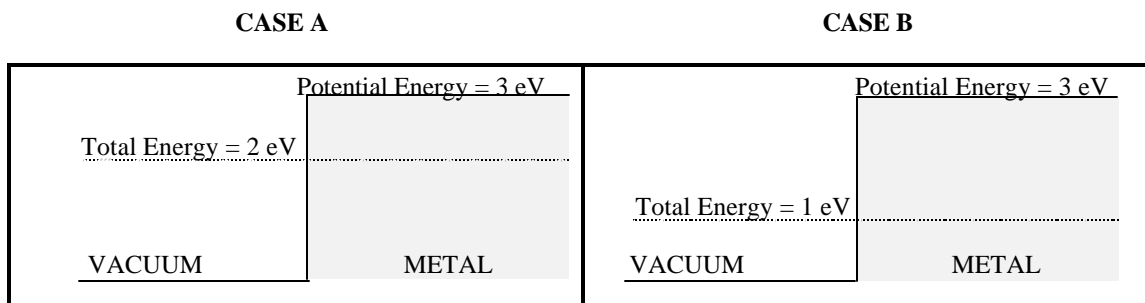 CASE A
CASE B
Potential Energy = 3 eV
Total Energy = 2 eV
VACUUM METAL
Potential Energy = 3 eV
Total Energy = 1 eV
VACUUM METAL